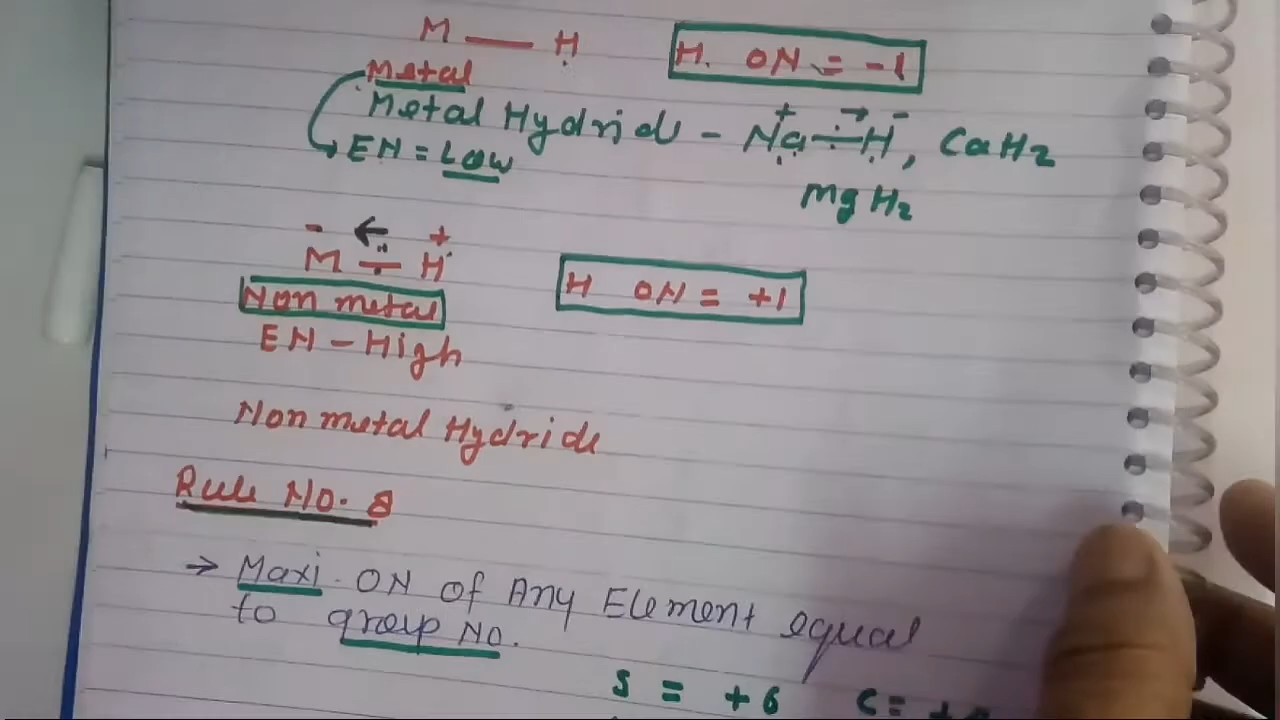 M — H H. ON = -1
Metal
Metal Hydrid - Na+ — H-, CaH2
EN = Low MgH2
- ← +
M — H H ON = +1
Non metal
EN - High
Non metal Hydride
Rule No. 8
→ Maxi. ON of Any Element equal
to group No.
S = +6 C =